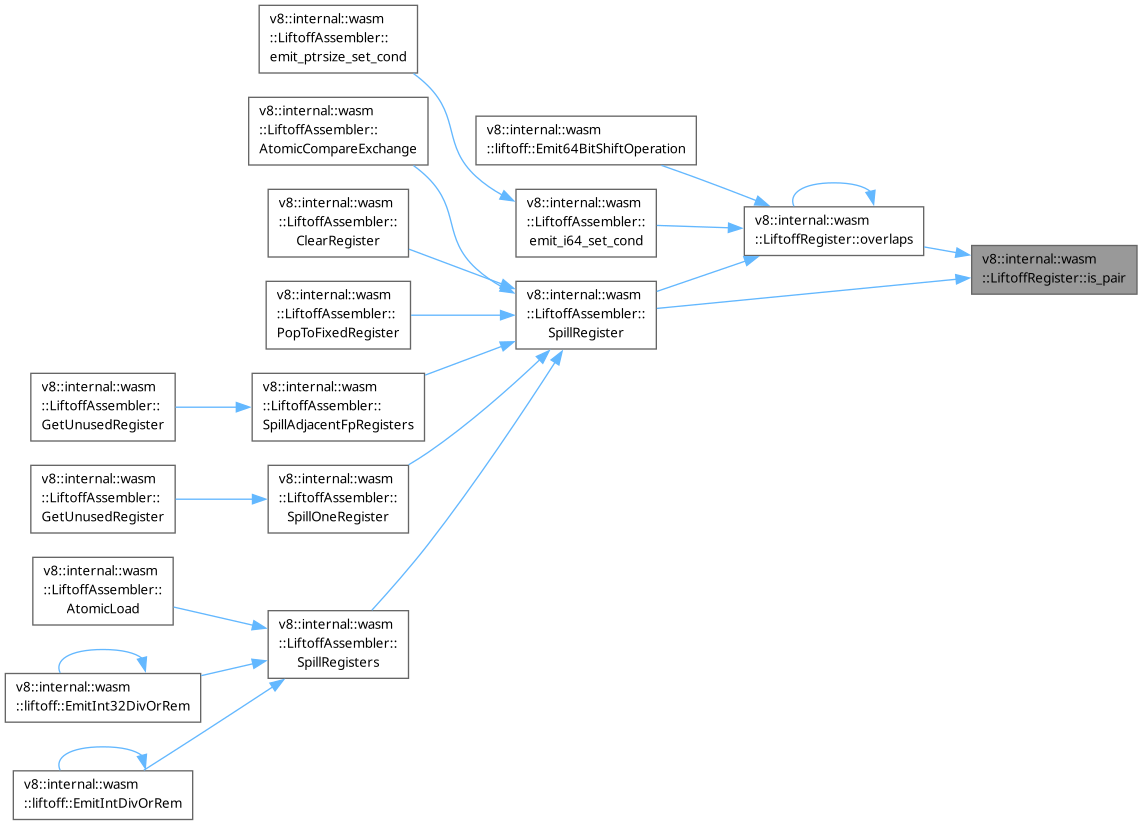 v8::internal::wasm
::LiftoffAssembler::
emit_ptrsize_set_cond
v8::internal::wasm
::LiftoffAssembler::
AtomicCompareExchange
v8::internal::wasm
::liftoff::Emit64BitShiftOperation
v8::internal::wasm
::LiftoffAssembler::
ClearRegister
v8::internal::wasm
::LiftoffAssembler::
emit_i64_set_cond
v8::internal::wasm
::LiftoffRegister::overlaps
v8::internal::wasm
::LiftoffRegister::is_pair
v8::internal::wasm
::LiftoffAssembler::
PopToFixedRegister
v8::internal::wasm
::LiftoffAssembler::
SpillRegister
v8::internal::wasm
::LiftoffAssembler::
GetUnusedRegister
v8::internal::wasm
::LiftoffAssembler::
SpillAdjacentFpRegisters
v8::internal::wasm
::LiftoffAssembler::
GetUnusedRegister
v8::internal::wasm
::LiftoffAssembler::
SpillOneRegister
v8::internal::wasm
::LiftoffAssembler::
AtomicLoad
v8::internal::wasm
::LiftoffAssembler::
SpillRegisters
v8::internal::wasm
::liftoff::EmitInt32DivOrRem
v8::internal::wasm
::liftoff::EmitIntDivOrRem